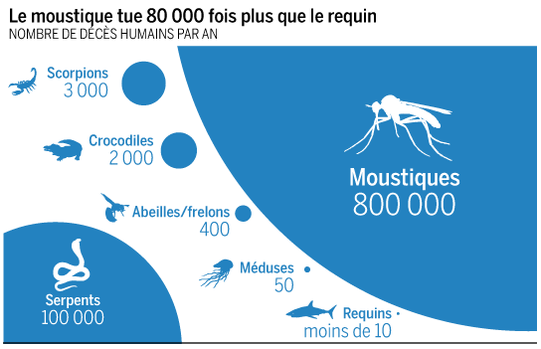 Le moustique tue 80 000 fois plus que le requin
NOMBRE DE DÉCÈS HUMAINS PAR AN
Scorpions
3 000
Crocodiles
2 000
Abeilles/frelons
400
Méduses
50
Requins
moins de 10
Moustiques
800 000
Serpents
100 000